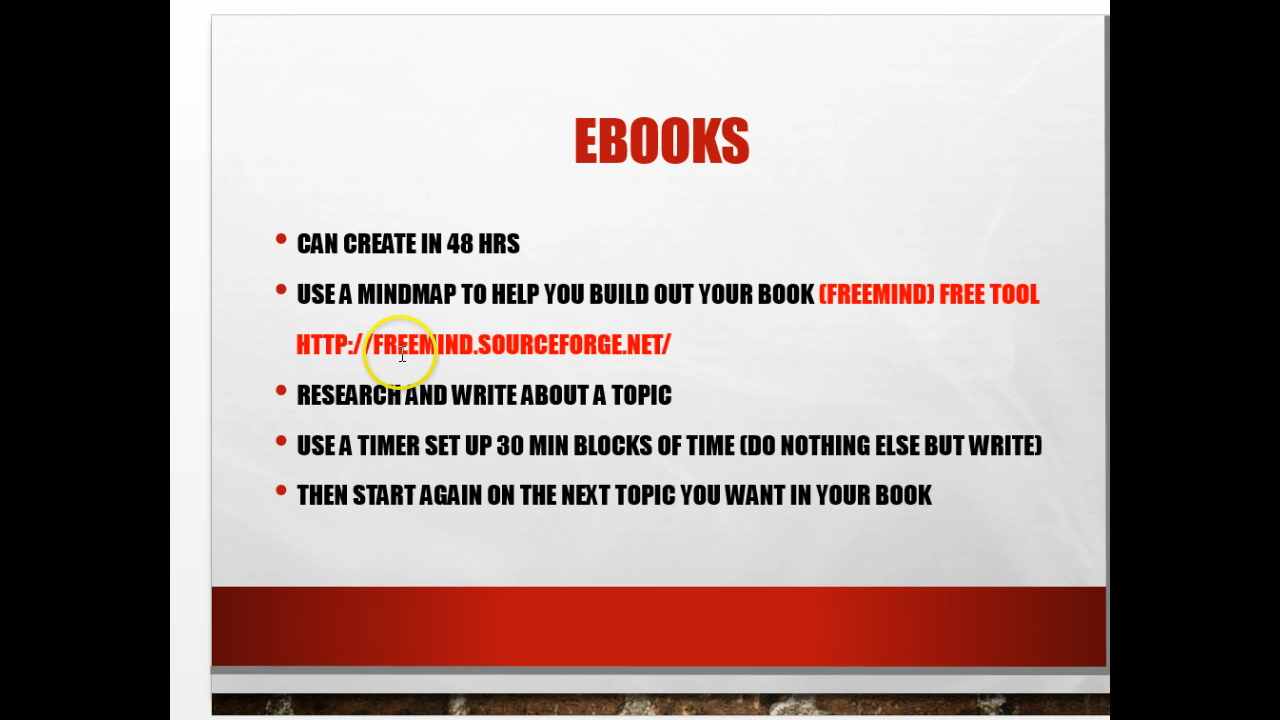 EBOOKS
• CAN CREATE IN 48 HRS
• USE A MINDMAP TO HELP YOU BUILD OUT YOUR BOOK (FREEMIND) FREE TOOL
HTTP://FREEMIND.SOURCEFORGE.NET/
• RESEARCH AND WRITE ABOUT A TOPIC
• USE A TIMER SET UP 30 MIN BLOCKS OF TIME (DO NOTHING ELSE BUT WRITE)
• THEN START AGAIN ON THE NEXT TOPIC YOU WANT IN YOUR BOOK